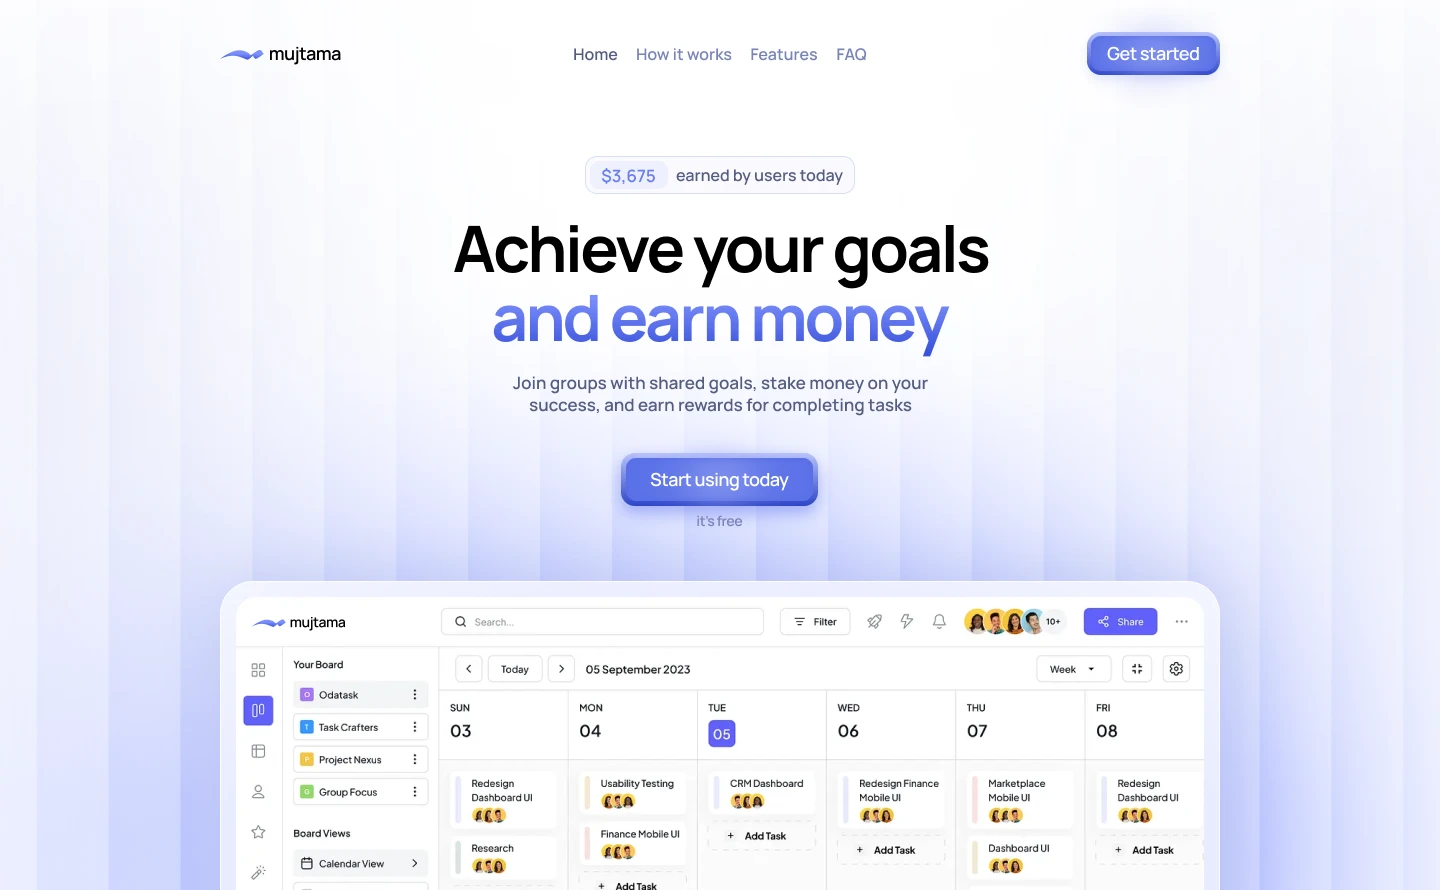 mujtama
Home
How it works
Features
FAQ
Get started
$3,675 earned by users today
Achieve your goals
and earn money
Join groups with shared goals, stake money on your
success, and earn rewards for completing tasks
Start using today
it's free
mujtama
Search...
Filter
10+
Share
Your Board
O Odatask
T Task Crafters
P Project Nexus
G Group Focus
Board Views
Calendar View
Today
05 September 2023
Week
SUN
03
MON
04
TUE
05
WED
06
THU
07
FRI
08
Redesign
Dashboard UI
Research
Usability Testing
Finance Mobile UI
+ Add Task
CRM Dashboard
+ Add Task
Redesign Finance
Mobile UI
+ Add Task
Marketplace
Mobile UI
Dashboard UI
Redesign
Dashboard UI
+ Add Task